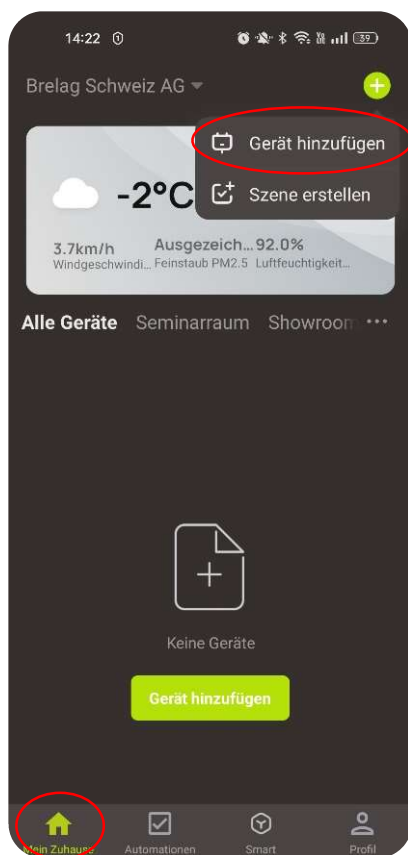 14:22
39
Brelag Schweiz AG
Gerät hinzufügen
Szene erstellen
-2°C
3.7km/h Ausgezeich... 92.0%
Windgeschwindi... Feinstaub PM2.5 Luftfeuchtigkeit...
Alle Geräte Seminarraum Showroom ...
Keine Geräte
Gerät hinzufügen
Mein Zuhause Automationen Smart Profil